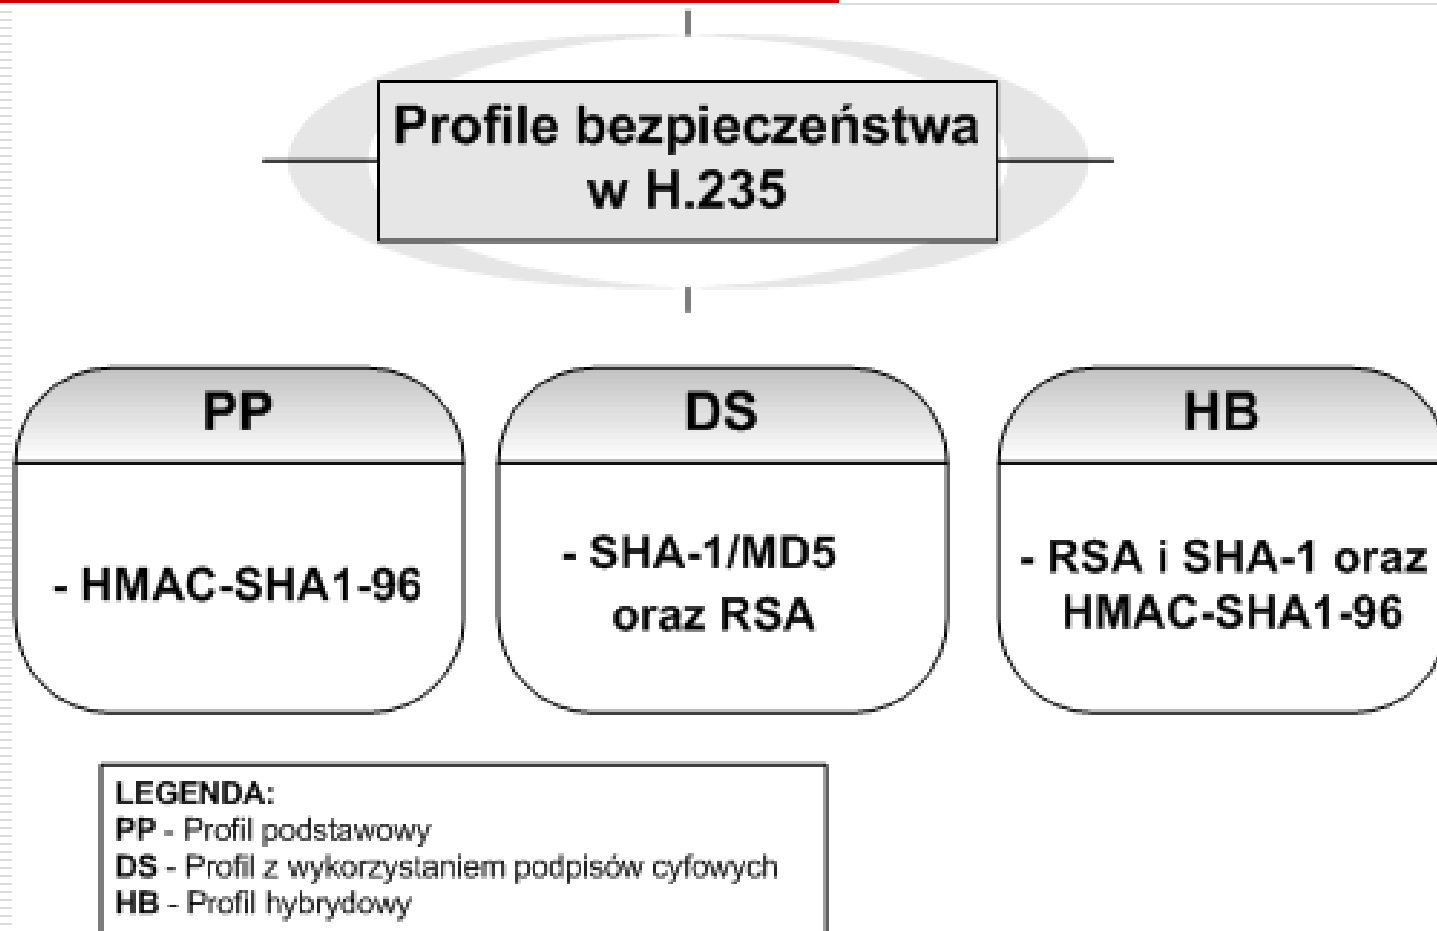 Profile bezpieczeństwa
w H.235
PP
- HMAC-SHA1-96
DS
- SHA-1/MD5
oraz RSA
HB
- RSA i SHA-1 oraz
HMAC-SHA1-96
LEGENDA:
PP - Profil podstawowy
DS - Profil z wykorzystaniem podpisów cyfowych
HB - Profil hybrydowy